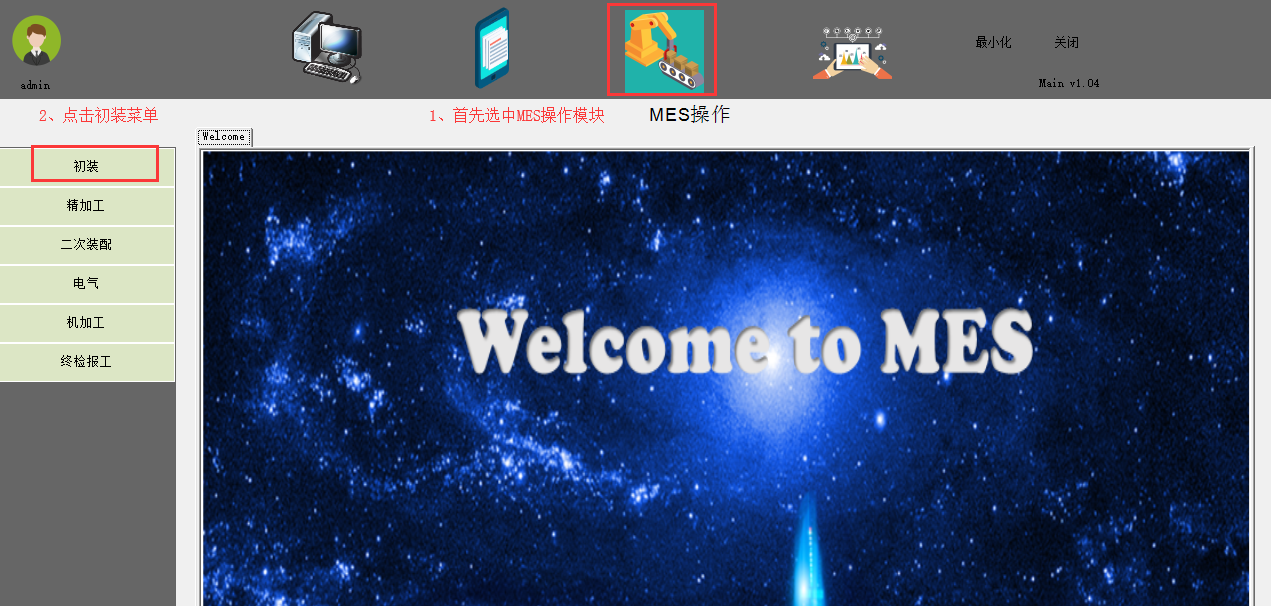 最小化 关闭
admin
Main v1.04
2、点击初装菜单
1、首先选中MES操作模块
MES操作
Welcome
初装
精加工
二次装配
电气
机加工
终检报工
Welcome to MES